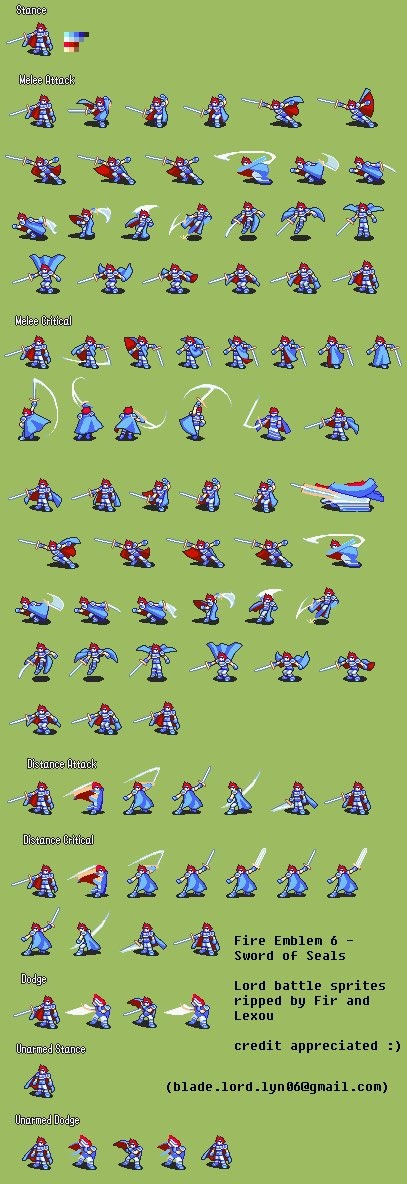 Stance
Melee Attack
Melee Critical
Distance Attack
Distance Critical
Fire Emblem 6 -
Sword of Seals
Lord battle sprites
ripped by Fir and
Lexou
credit appreciated :)
Dodge
Unarmed Stance
(blade.lord.lyn06@gmail.com)
Unarmed Dodge